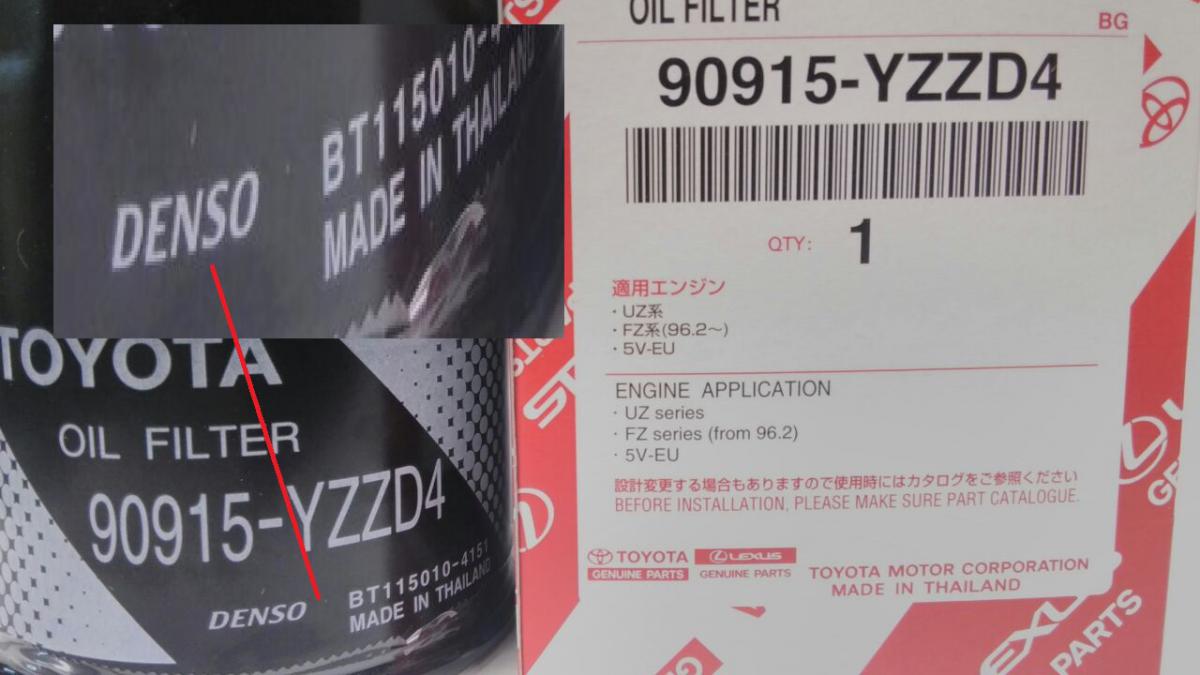 DENSO
BT115010-4
MADE IN THAILAN
TOYOTA
OIL FILTER
90915-YZZD4
DENSO
BT115010-4151
MADE IN THAILAND
OIL FILTER
BG
90915-YZZD4
QTY: 1
適用エンジン
・UZ系
・FZ系(96.2〜)
・5V-EU
ENGINE APPLICATION
・UZ series
・FZ series (from 96.2)
・5V-EU
設計変更する場合もありますので使用時にはカタログをご参照ください
BEFORE INSTALLATION, PLEASE MAKE SURE PART CATALOGUE.
TOYOTA
GENUINE PARTS
LEXUS
GENUINE PARTS
TOYOTA MOTOR CORPORATION
MADE IN THAILAND
PARTS